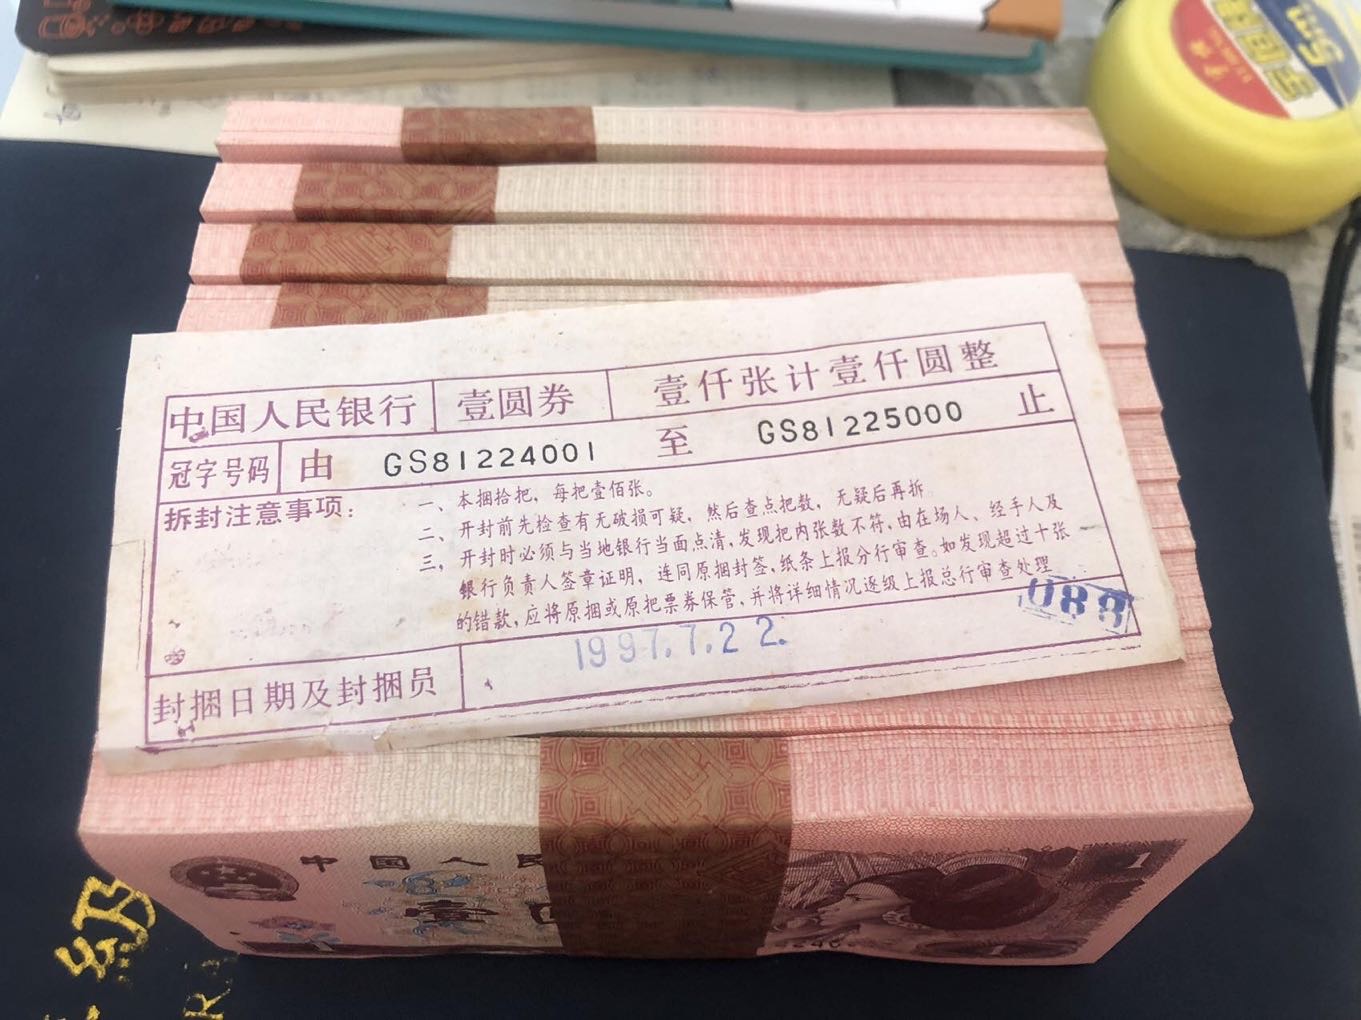 中国人民银行 壹圆券 壹仟张计壹仟圆整
冠字号码 由 GS81224001 至 GS81225000 止
拆封注意事项：
一、本捆拾把，每把壹佰张。
二、开封前先检查有无破损可疑，然后查点把数，无疑后再拆。
三、开封时必须与当地银行当面点清，发现把内张数不符，由在场人、经手人及
银行负责人签章证明，连同原捆封签，纸条上报分行审查。如发现超过十张
的错款，应将原捆或原把票券保管，并将详细情况逐级上报总行审查处理
088
封捆日期及封捆员 1997.7.22.
中国人民
壹
1
1
5m
级